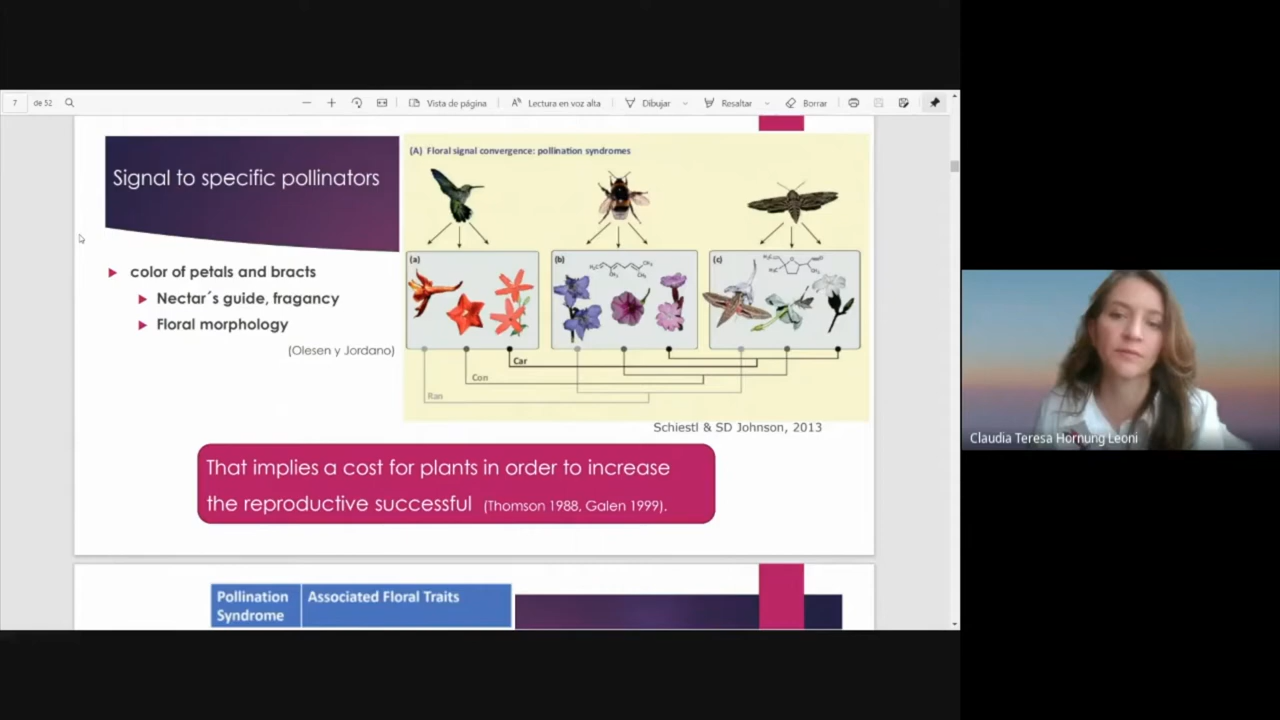 7 de 52
Vista de página
Lectura en voz alta
Dibujar
Resaltar
Borrar
Signal to specific pollinators
color of petals and bracts
Nectar´s guide, fragancy
Floral morphology
(Olesen y Jordano)
(A) Floral signal convergence: pollination syndromes
(a)
(b)
(c)
Car
Con
Ran
Schiestl & SD Johnson, 2013
That implies a cost for plants in order to increase
the reproductive successful (Thomson 1988, Galen 1999).
Pollination
Syndrome
Associated Floral Traits
Claudia Teresa Hornung Leoni